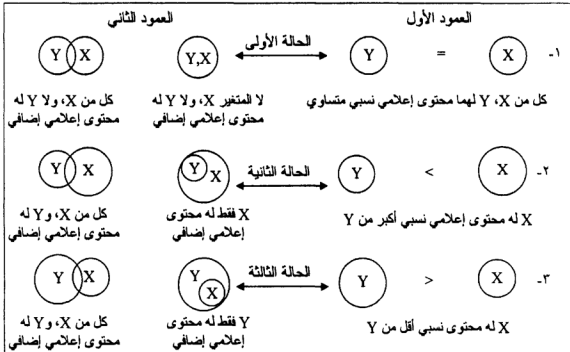 العمود الأول
العمود الثاني
١- X = Y
الحالة الأولى
Y,X
Y X
كل من X، Y لهما محتوى إعلامي نسبي متساوي
لا المتغير X، ولا Y له
محتوى إعلامي إضافي
كل من X، ولا Y له
محتوى إعلامي إضافي
٢- X < Y
الحالة الثانية
Y X
Y X
X له محتوى إعلامي نسبي أكبر من Y
X فقط له محتوى
إعلامي إضافي
كل من X، و Y له
محتوى إعلامي إضافي
٣- X > Y
الحالة الثالثة
Y X
Y X
X له محتوى نسبي أقل من Y
Y فقط له محتوى
إعلامي إضافي
كل من X، و Y له
محتوى إعلامي إضافي